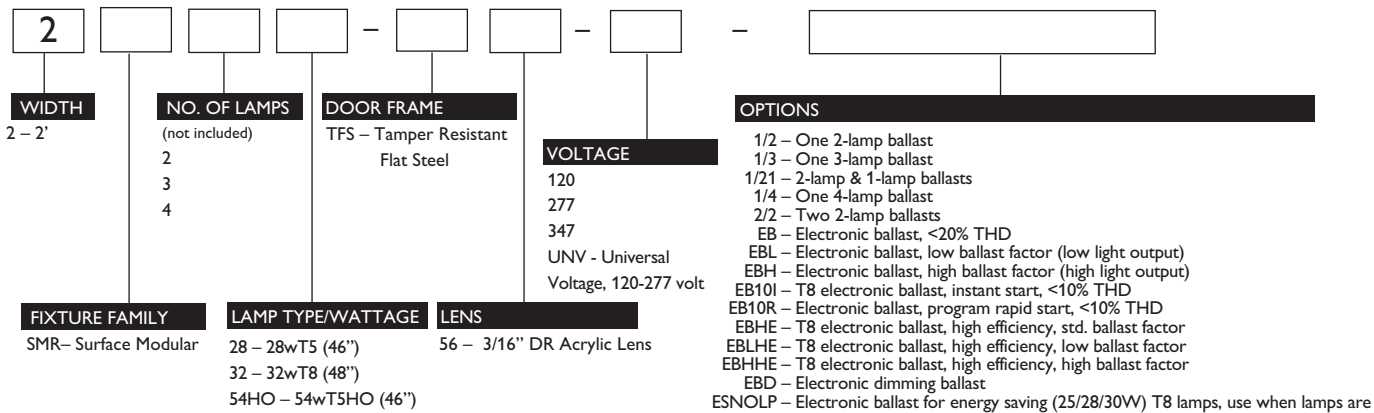 2 – – –
WIDTH
2 – 2’
FIXTURE FAMILY
SMR– Surface Modular
NO. OF LAMPS
(not included)
2
3
4
LAMP TYPE/WATTAGE
28 – 28wT5 (46”)
32 – 32wT8 (48”)
54HO – 54wT5HO (46”)
DOOR FRAME
TFS – Tamper Resistant
Flat Steel
LENS
56 – 3/16” DR Acrylic Lens
VOLTAGE
120
277
347
UNV - Universal
Voltage, 120-277 volt
OPTIONS
1/2 – One 2-lamp ballast
1/3 – One 3-lamp ballast
1/21 – 2-lamp & 1-lamp ballasts
1/4 – One 4-lamp ballast
2/2 – Two 2-lamp ballasts
EB – Electronic ballast, <20% THD
EBL – Electronic ballast, low ballast factor (low light output)
EBH – Electronic ballast, high ballast factor (high light output)
EB10I – T8 electronic ballast, instant start, <10% THD
EB10R – Electronic ballast, program rapid start, <10% THD
EBHE – T8 electronic ballast, high efficiency, std. ballast factor
EBLHE – T8 electronic ballast, high efficiency, low ballast factor
EBHHE – T8 electronic ballast, high efficiency, high ballast factor
EBD – Electronic dimming ballast
ESNOLP – Electronic ballast for energy saving (25/28/30W) T8 lamps, use when lamps are